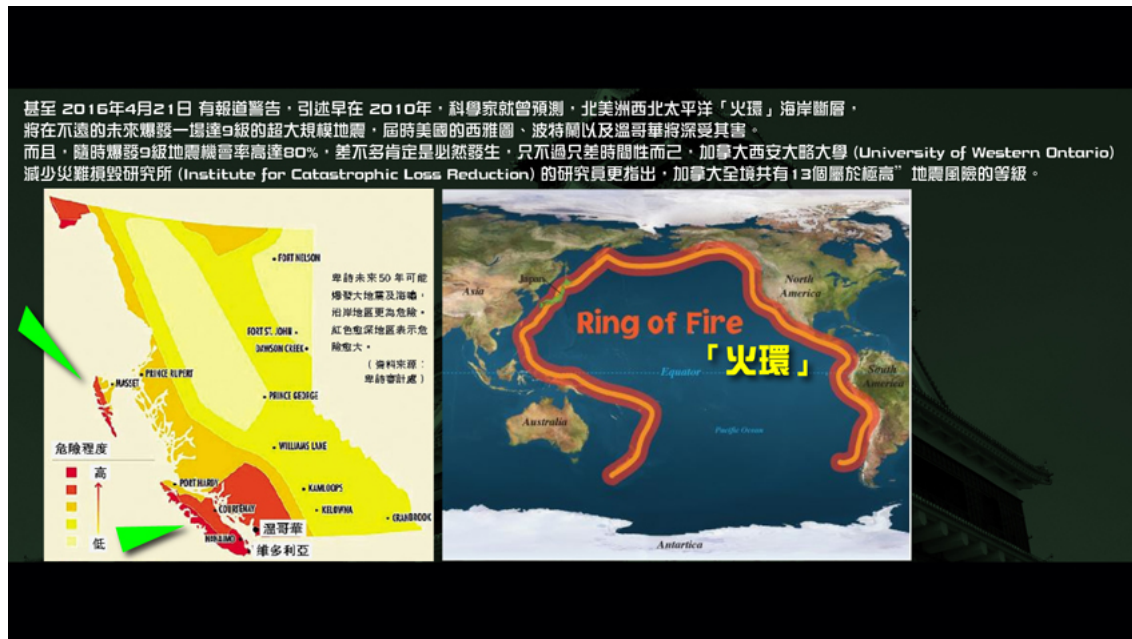 甚至 2016年4月21日 有報道警告，引述早在 2010年，科學家就曾預測，北美洲西北太平洋「火環」海岸斷層，
將在不遠的未來爆發一場達9級的超大規模地震，屆時美國的西雅圖、波特蘭以及溫哥華將深受其害。
而且，隨時爆發9級地震機會率高達80%，差不多肯定是必然發生，只不過只差時間性而已，加拿大西安大略大學 (University of Western Ontario)
減少災難損毀研究所 (Institute for Catastrophic Loss Reduction) 的研究員更指出，加拿大全境共有13個屬於極高”地震風險的等級。
FORT NELSON
卑詩未來50年可能
爆發大地震及海嘯，
沿岸地區更為危險。
紅色愈深地區表示危
險愈大。
（資料來源：
卑詩審計處）
FORT ST. JOHN
DAWSON CREEK
PRINCE RUPERT
MASSET
PRINCE GEORGE
WILLIAMS LAKE
危險程度
高
低
PORT HARDY
KAMLOOPS
COURTENAY
KELOWNA
CRANBROOK
溫哥華
NANAIMO
維多利亞
Asia
Japan
North
America
Ring of Fire
「火環」
Equator
South
America
Australia
Pacific Ocean
Antartica